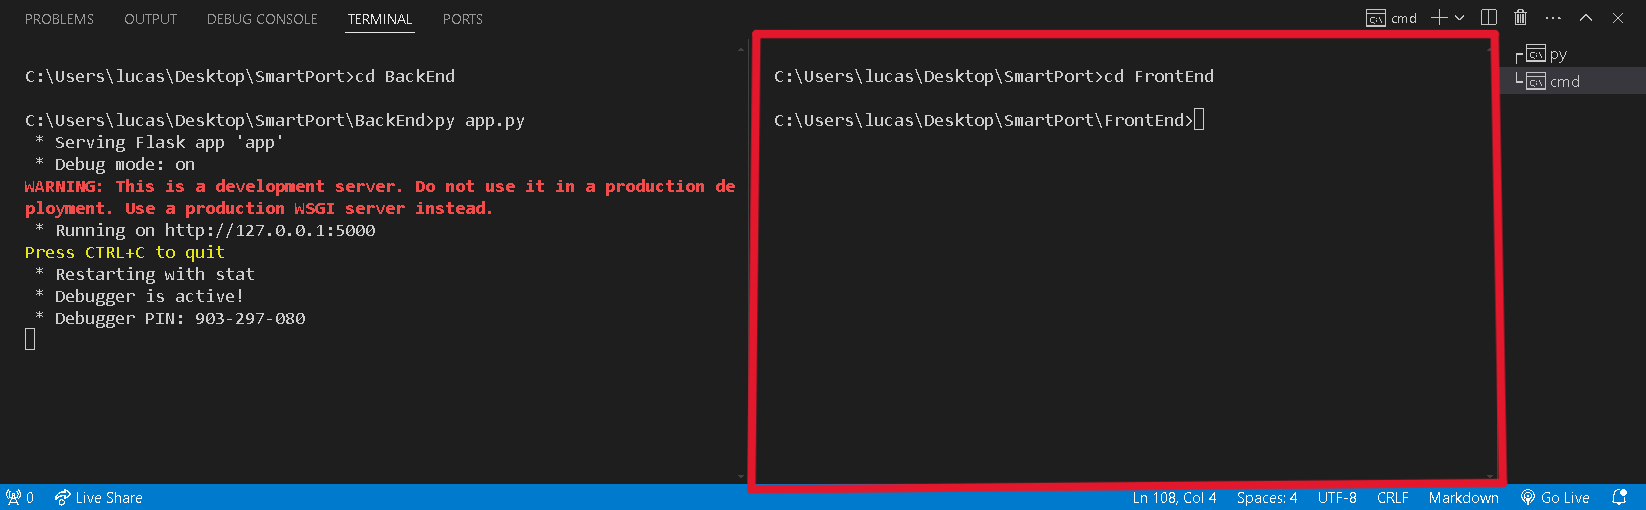 PROBLEMS OUTPUT DEBUG CONSOLE TERMINAL PORTS cmd
C:\Users\lucas\Desktop\SmartPort>cd BackEnd
C:\Users\lucas\Desktop\SmartPort\BackEnd>py app.py
* Serving Flask app 'app'
* Debug mode: on
WARNING: This is a development server. Do not use it in a production de
ployment. Use a production WSGI server instead.
* Running on http://127.0.0.1:5000
Press CTRL+C to quit
* Restarting with stat
* Debugger is active!
* Debugger PIN: 903-297-080
C:\Users\lucas\Desktop\SmartPort>cd FrontEnd
C:\Users\lucas\Desktop\SmartPort\FrontEnd>
py
cmd
0 Live Share Ln 108, Col 4 Spaces: 4 UTF-8 CRLF Markdown Go Live